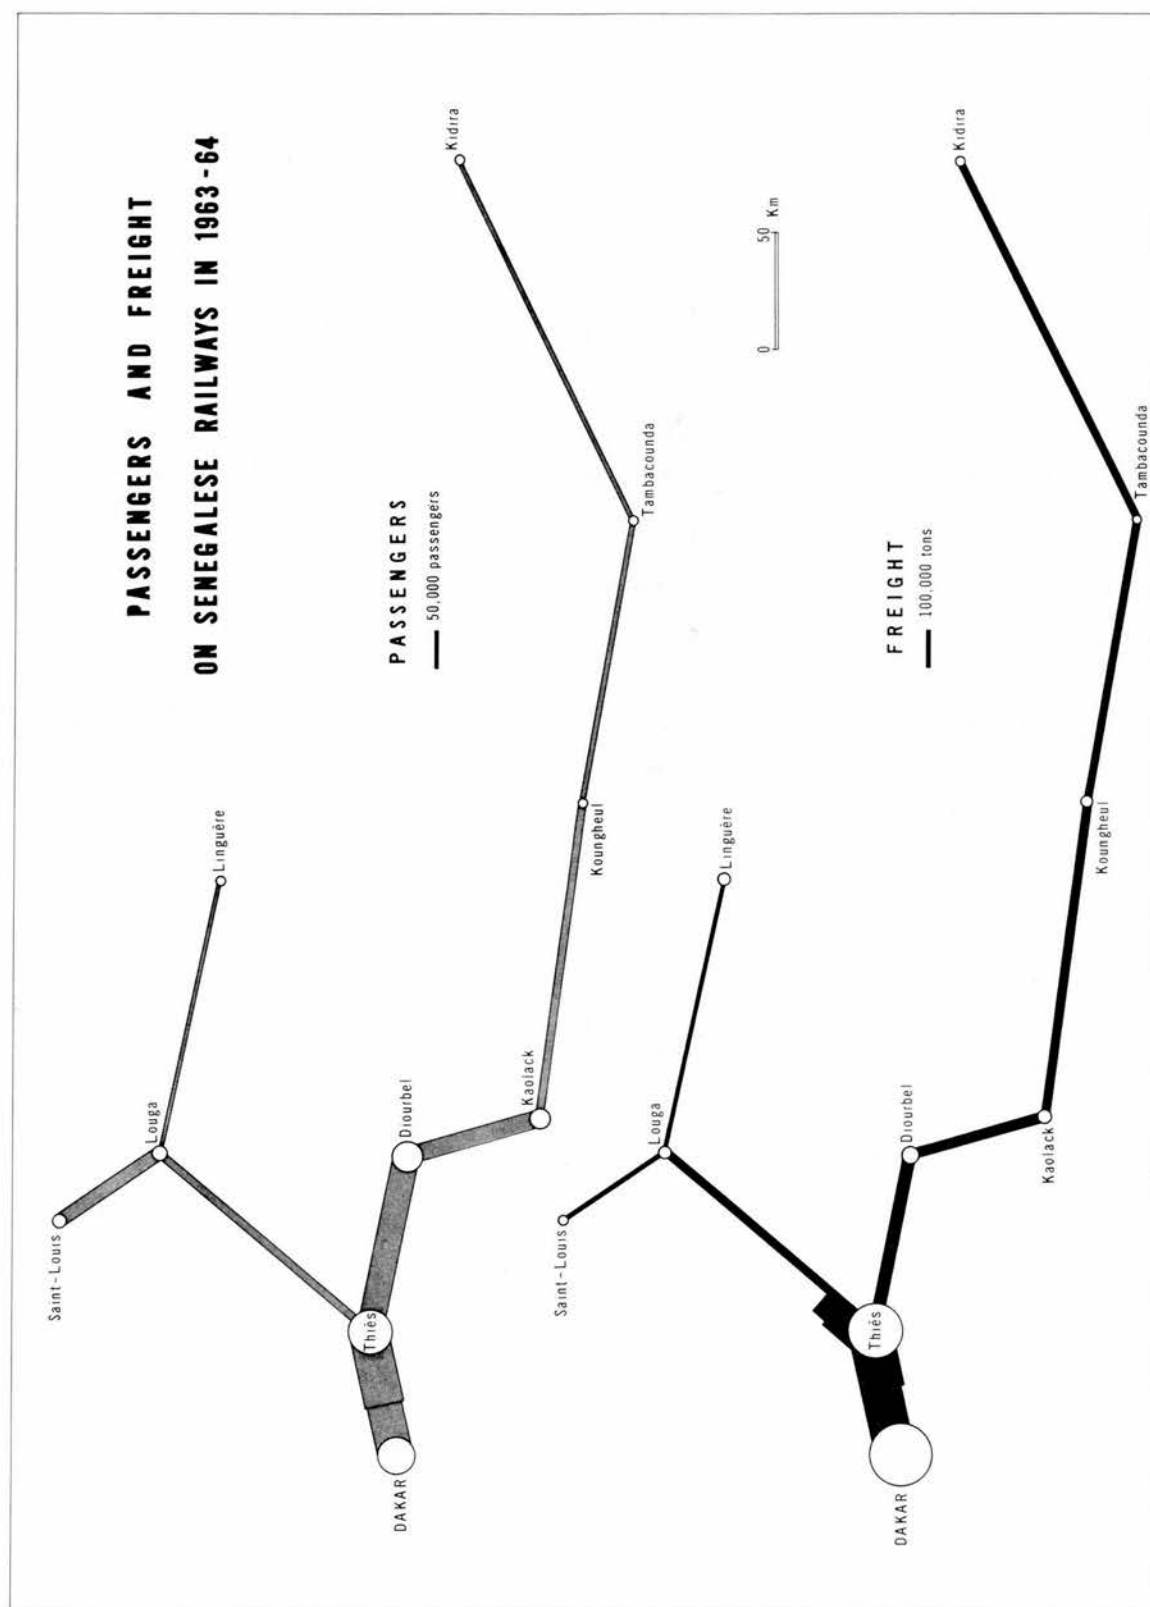 PASSENGERS AND FREIGHT
ON SENEGALESE RAILWAYS IN 1963-64
PASSENGERS
50,000 passengers
Saint-Louis
Louga
Linguère
Thiès
DAKAR
Diourbel
Kaolack
Koungheul
Tambacounda
Kidira
0 50 Km
FREIGHT
100,000 tons
Saint-Louis
Louga
Linguère
Thiès
DAKAR
Diourbel
Kaolack
Koungheul
Tambacounda
Kidira